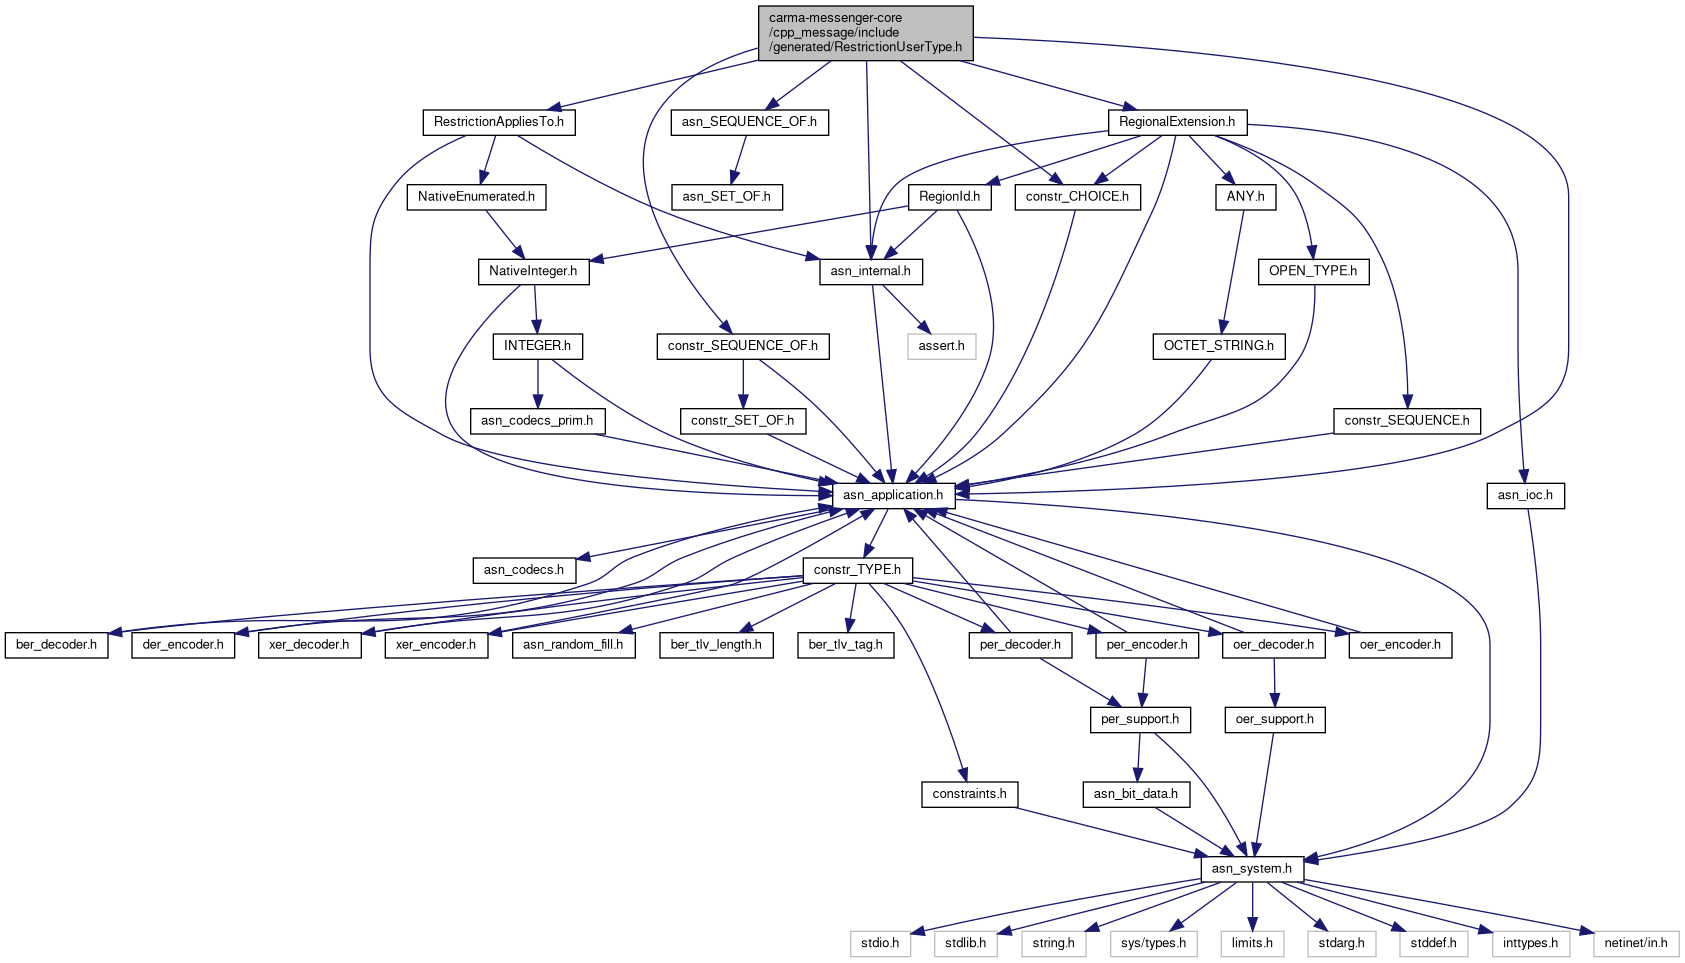 carma-messenger-core
/cpp_message/include
/generated/RestrictionUserType.h
RestrictionAppliesTo.h
asn_SEQUENCE_OF.h
RegionalExtension.h
NativeEnumerated.h
asn_SET_OF.h
RegionId.h
constr_CHOICE.h
ANY.h
NativeInteger.h
asn_internal.h
OPEN_TYPE.h
INTEGER.h
constr_SEQUENCE_OF.h
assert.h
OCTET_STRING.h
asn_codecs_prim.h
constr_SET_OF.h
constr_SEQUENCE.h
asn_application.h
asn_ioc.h
asn_codecs.h
constr_TYPE.h
ber_decoder.h
der_encoder.h
xer_decoder.h
xer_encoder.h
asn_random_fill.h
ber_tlv_length.h
ber_tlv_tag.h
per_decoder.h
per_encoder.h
oer_decoder.h
oer_encoder.h
per_support.h
oer_support.h
constraints.h
asn_bit_data.h
asn_system.h
stdio.h
stdlib.h
string.h
sys/types.h
limits.h
stdarg.h
stddef.h
inttypes.h
netinet/in.h